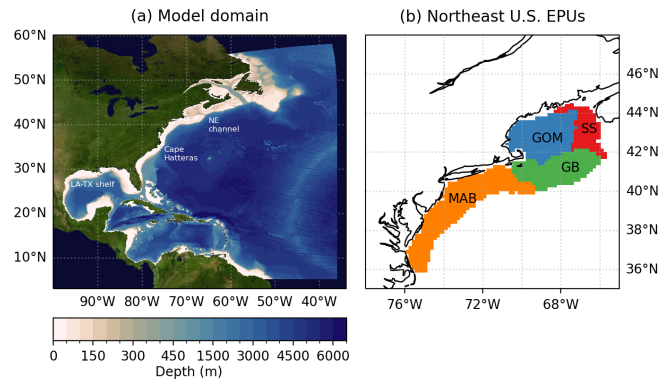 (a) Model domain
(b) Northeast U.S. EPUs
60°N
50°N
40°N
30°N
20°N
10°N
NE
channel
Cape
Hatteras
LA-TX shelf
90°W 80°W 70°W 60°W 50°W 40°W
0 150 450 1500 3000 4500 6000
Depth (m)
46°N
44°N
42°N
40°N
38°N
36°N
SS
GOM
GB
MAB
76°W 72°W 68°W